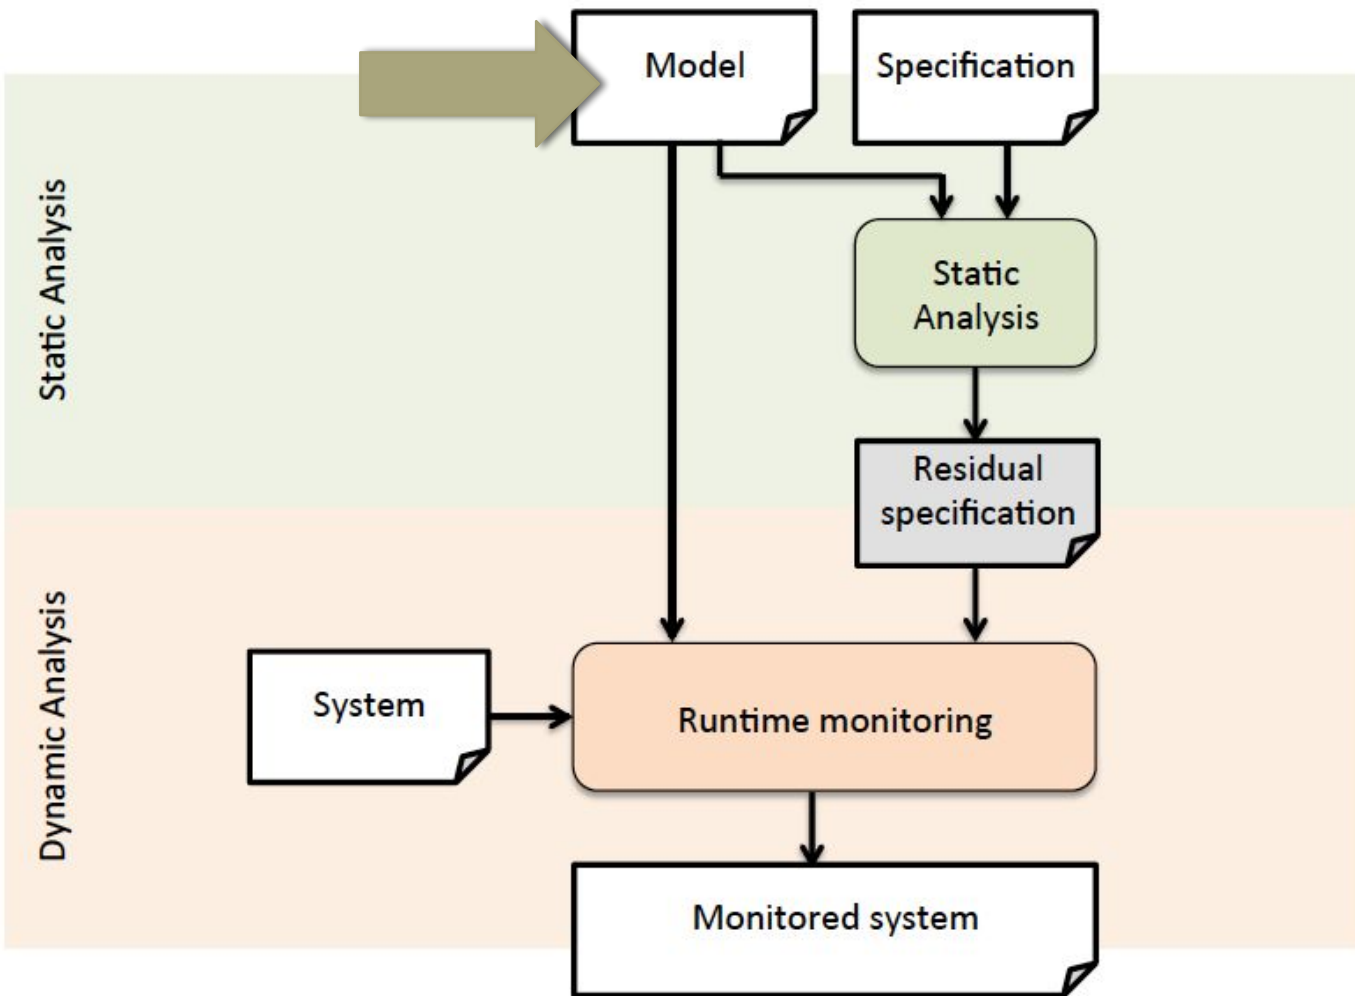 Model
Specification
Static Analysis
Static
Analysis
Residual
specification
Dynamic Analysis
System
Runtime monitoring
Monitored system